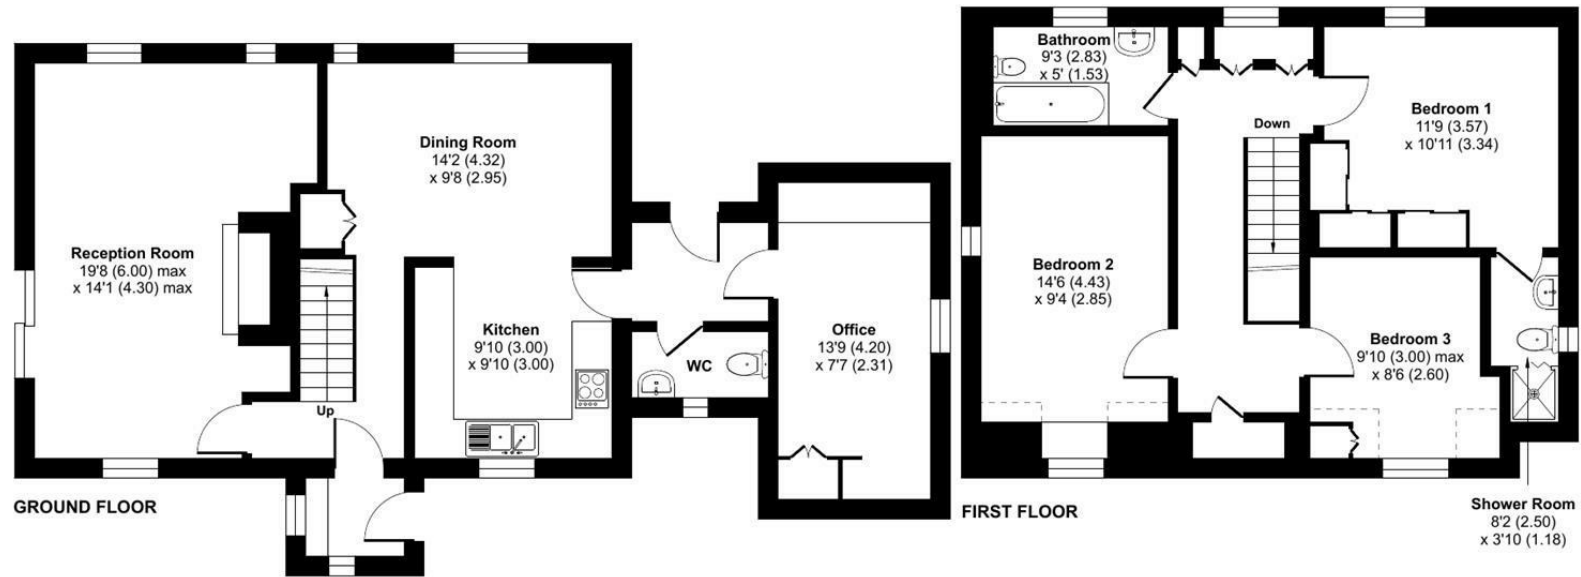 Reception Room
19'8 (6.00) max
x 14'1 (4.30) max
Dining Room
14'2 (4.32)
x 9'8 (2.95)
Kitchen
9'10 (3.00)
x 9'10 (3.00)
Up
WC
Office
13'9 (4.20)
x 7'7 (2.31)
GROUND FLOOR
Bathroom
9'3 (2.83)
x 5' (1.53)
Down
Bedroom 1
11'9 (3.57)
x 10'11 (3.34)
Bedroom 2
14'6 (4.43)
x 9'4 (2.85)
Bedroom 3
9'10 (3.00) max
x 8'6 (2.60)
Shower Room
8'2 (2.50)
x 3'10 (1.18)
FIRST FLOOR